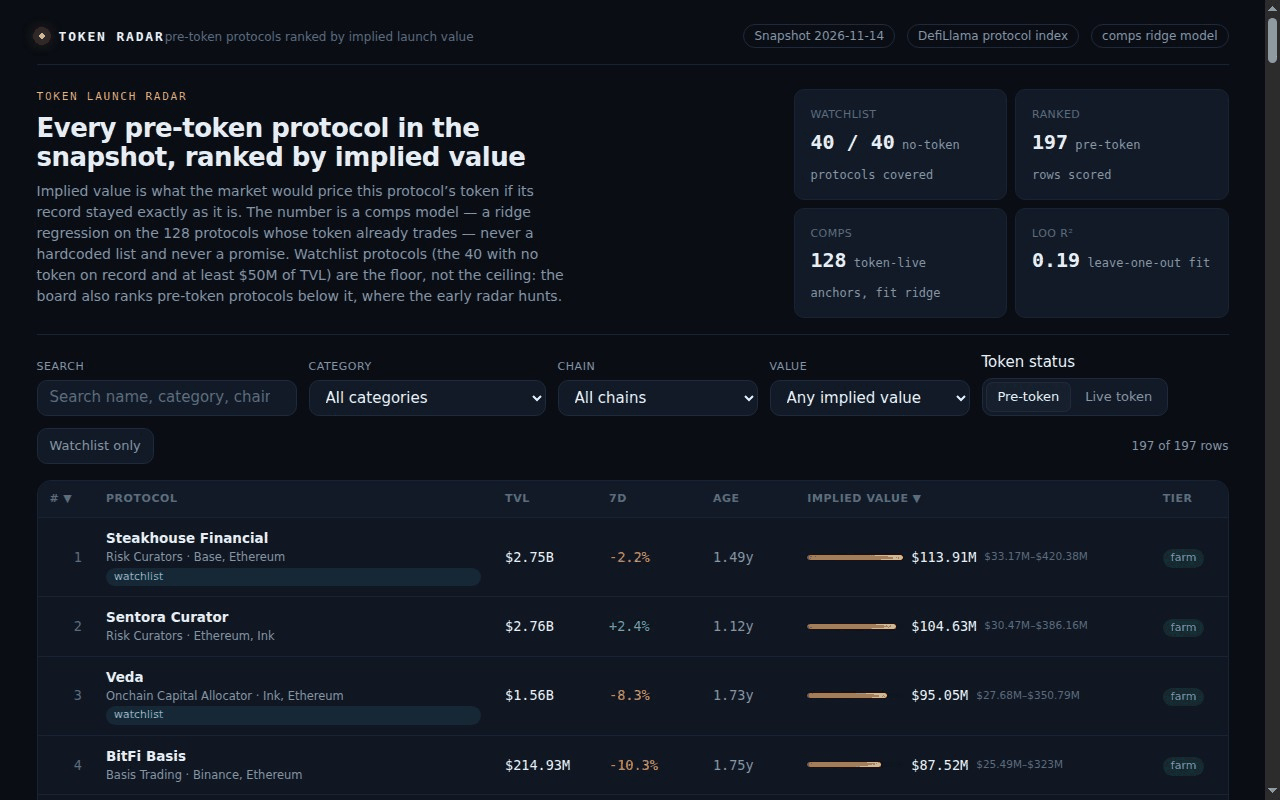 TOKEN RADAR pre-token protocols ranked by implied launch value
Snapshot 2026-11-14
DefiLlama protocol index
comps ridge model
TOKEN LAUNCH RADAR
Every pre-token protocol in the
snapshot, ranked by implied value
Implied value is what the market would price this protocol’s token if its
record stayed exactly as it is. The number is a comps model — a ridge
regression on the 128 protocols whose token already trades — never a
hardcoded list and never a promise. Watchlist protocols (the 40 with no
token on record and at least $50M of TVL) are the floor, not the ceiling: the
board also ranks pre-token protocols below it, where the early radar hunts.
WATCHLIST
40 / 40 no-token
protocols covered
RANKED
197 pre-token
rows scored
COMPS
128 token-live
anchors, fit ridge
LOO R²
0.19 leave-one-out fit
SEARCH
Search name, category, chain
CATEGORY
All categories
CHAIN
All chains
VALUE
Any implied value
Token status
Pre-token Live token
Watchlist only
197 of 197 rows
# ▼ PROTOCOL TVL 7D AGE IMPLIED VALUE ▼ TIER
1 Steakhouse Financial $2.75B -2.2% 1.49y $113.91M $33.17M–$420.38M farm
Risk Curators · Base, Ethereum
watchlist
2 Sentora Curator $2.76B +2.4% 1.12y $104.63M $30.47M–$386.16M farm
Risk Curators · Ethereum, Ink
3 Veda $1.56B -8.3% 1.73y $95.05M $27.68M–$350.79M farm
Onchain Capital Allocator · Ink, Ethereum
watchlist
4 BitFi Basis $214.93M -10.3% 1.75y $87.52M $25.49M–$323M farm
Basis Trading · Binance, Ethereum